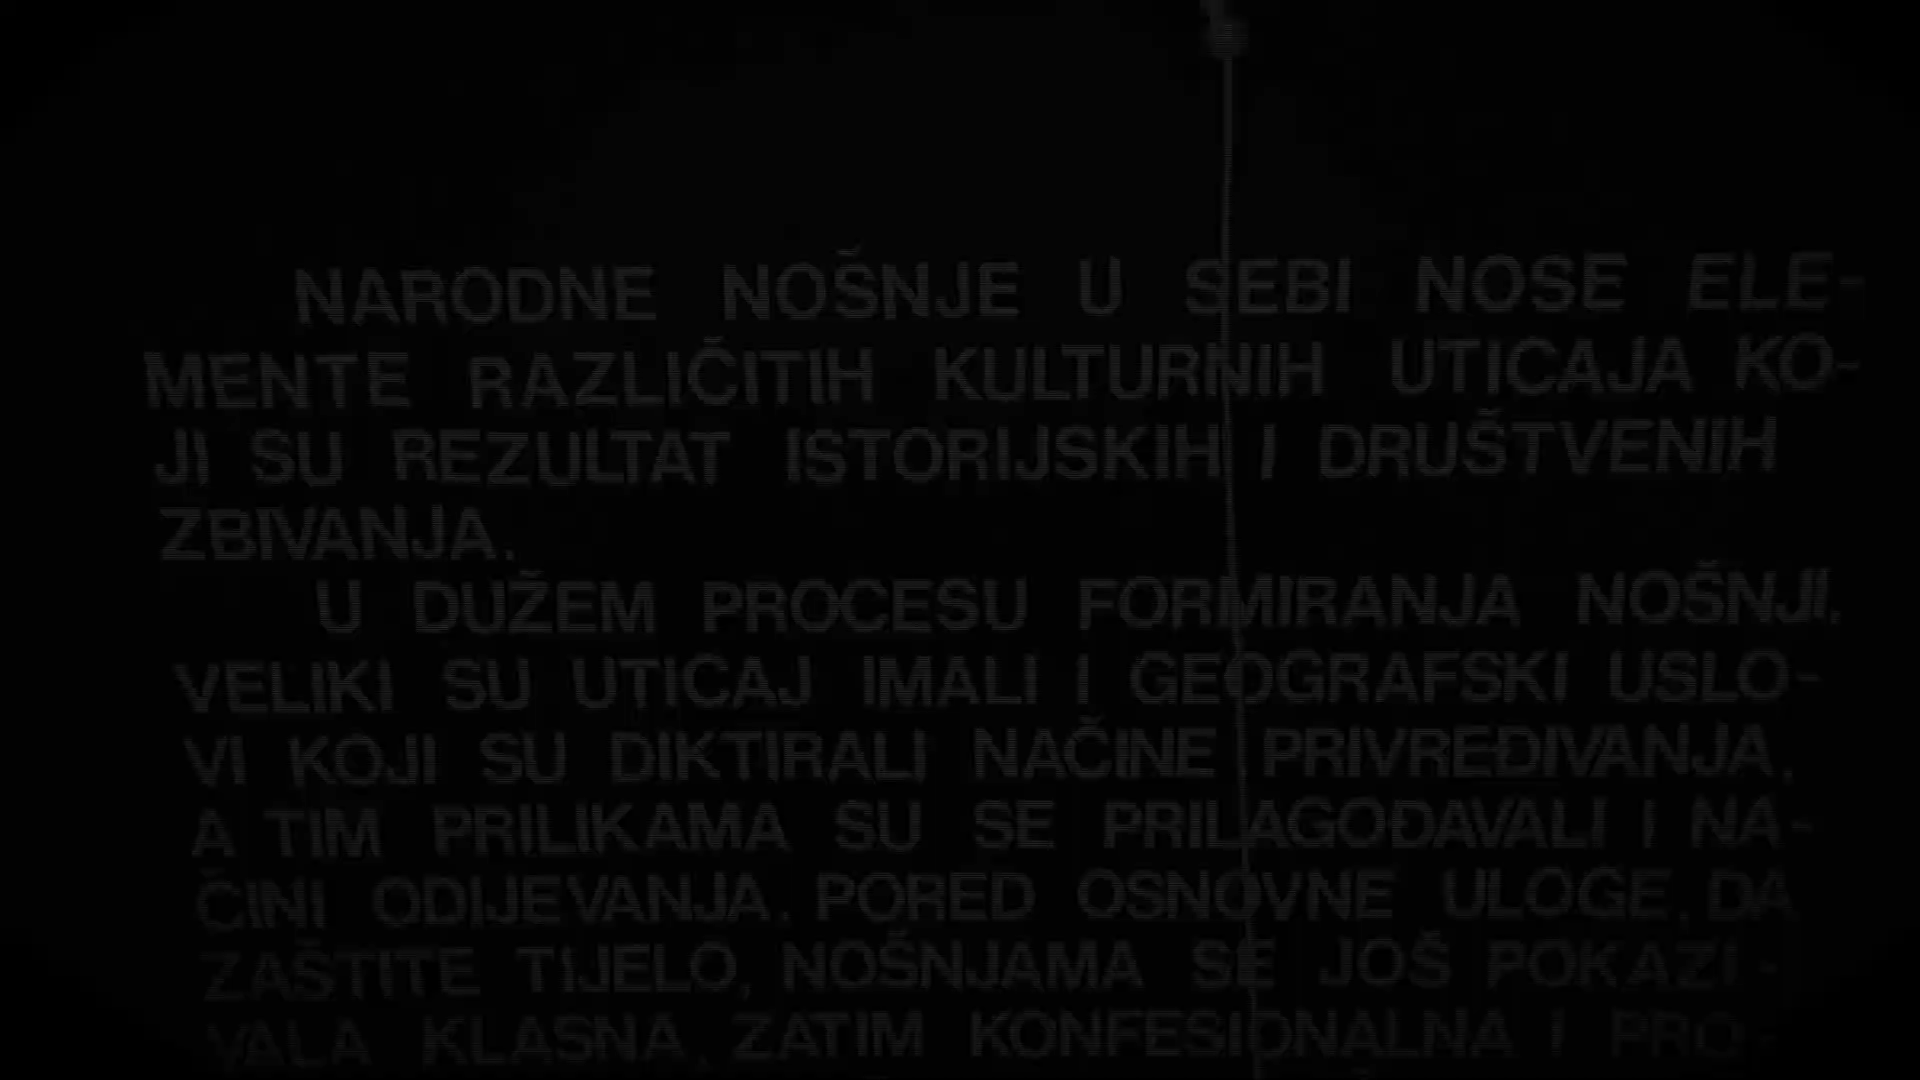 NARODNE NOŠNJE U SEBI NOSE ELE-
MENTE RAZLIČITIH KULTURNIH UTICAJA KO-
JI SU REZULTAT ISTORIJSKIH I DRUŠTVENIH
ZBIVANJA.
U DUŽEM PROCESU FORMIRANJA NOŠNJI,
VELIKI SU UTICAJ IMALI I GEOGRAFSKI USLO-
VI KOJI SU DIKTIRALI NAČINE PRIVREĐIVANJA,
A TIM PRILIKAMA SU SE PRILAGOĐAVALI I NA-
ČINI ODIJEVANJA. PORED OSNOVNE ULOGE, DA
ZAŠTITE TIJELO, NOŠNJAMA SE JOŠ POKAZI-
VALA KLASNA, ZATIM KONFESIONALNA I PRO-